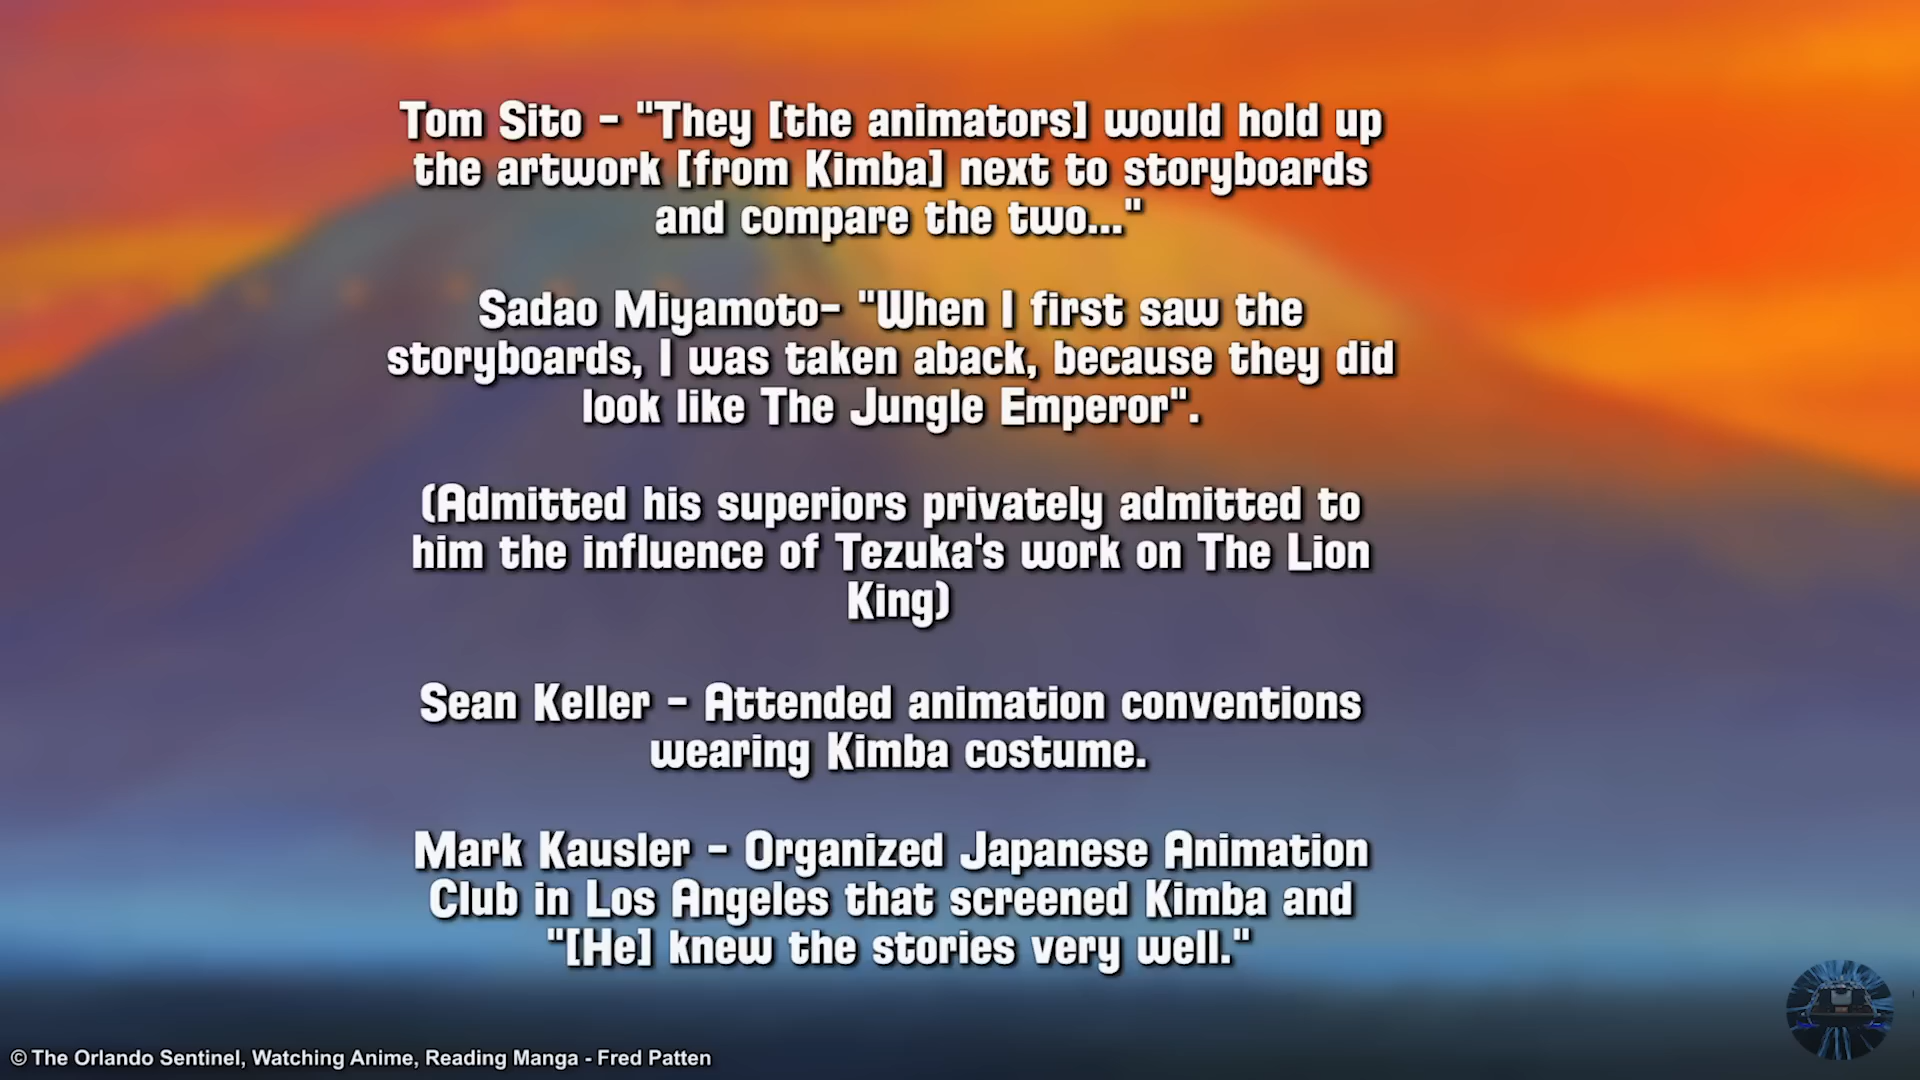 Tom Sito - "They [the animators] would hold up
the artwork [from Kimba] next to storyboards
and compare the two..."
Sadao Miyamoto- "When I first saw the
storyboards, I was taken aback, because they did
look like The Jungle Emperor".
(Admitted his superiors privately admitted to
him the influence of Tezuka's work on The Lion
King)
Sean Keller - Attended animation conventions
wearing Kimba costume.
Mark Kausler - Organized Japanese Animation
Club in Los Angeles that screened Kimba and
"[He] knew the stories very well."
© The Orlando Sentinel, Watching Anime, Reading Manga - Fred Patten